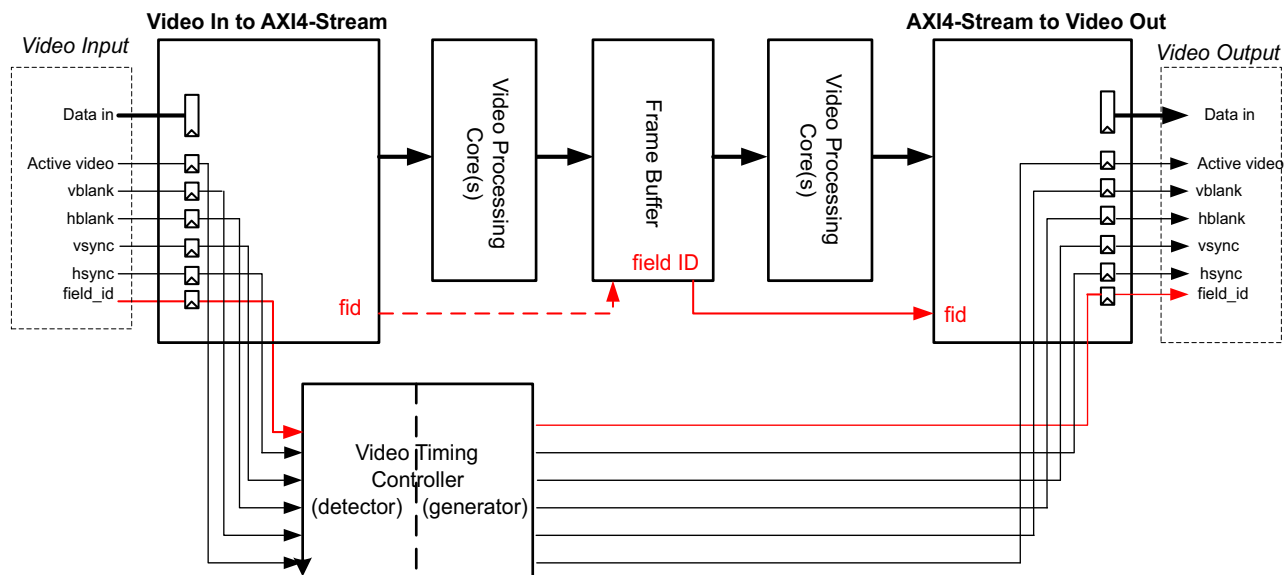 Video In to AXI4-Stream
AXI4-Stream to Video Out
Video Input
Video Output
Data in
Active video
vblank
hblank
vsync
hsync
field_id
fid
Video Processing
Core(s)
Frame Buffer
field ID
Video Processing
Core(s)
fid
Data in
Active video
vblank
hblank
vsync
hsync
field_id
Video Timing
Controller
(detector)
(generator)